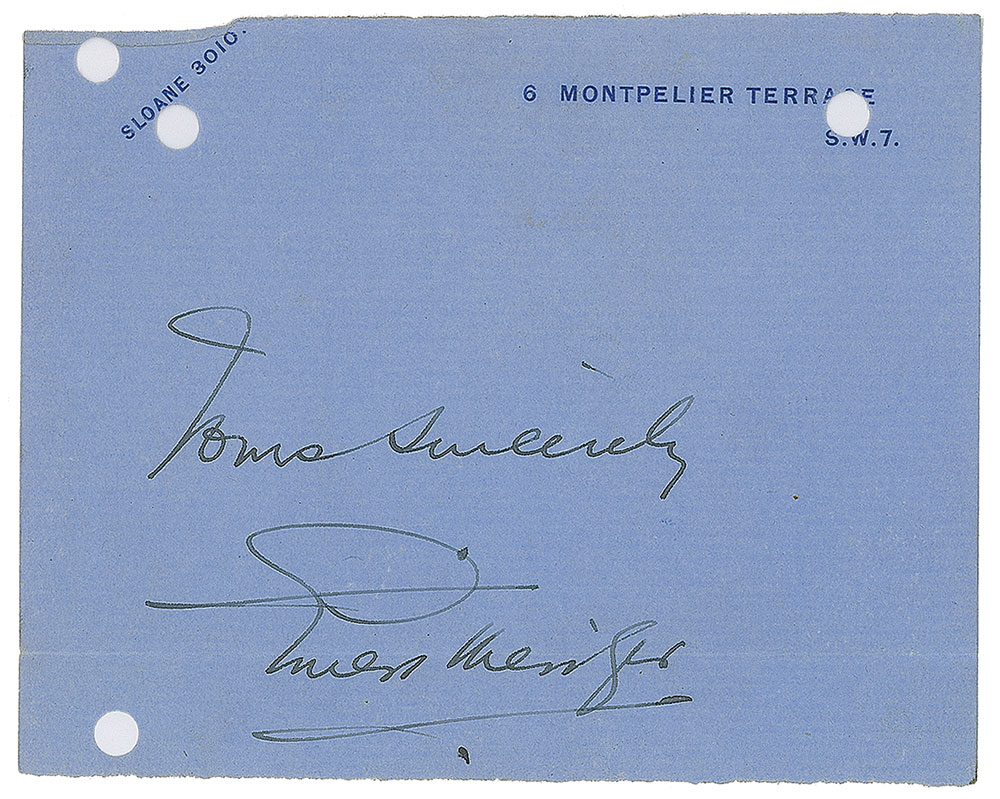 SLOANE 3010.
6 MONTPELIER TERRACE
S.W.7.
Yours sincerely
Ernest Thesiger